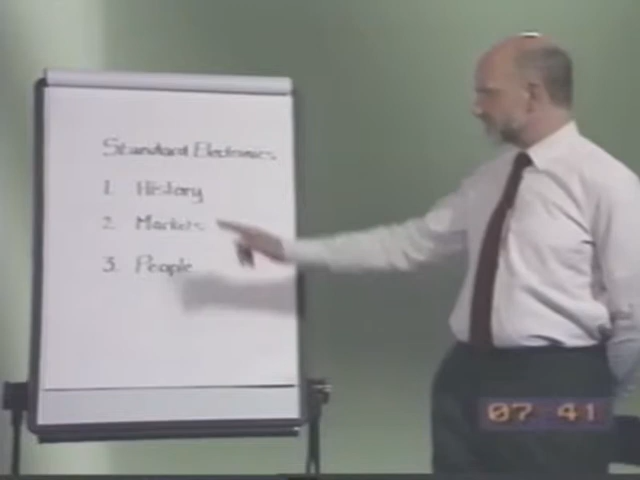 Standard Electronics
1. History
2. Markets
3. People
07 41